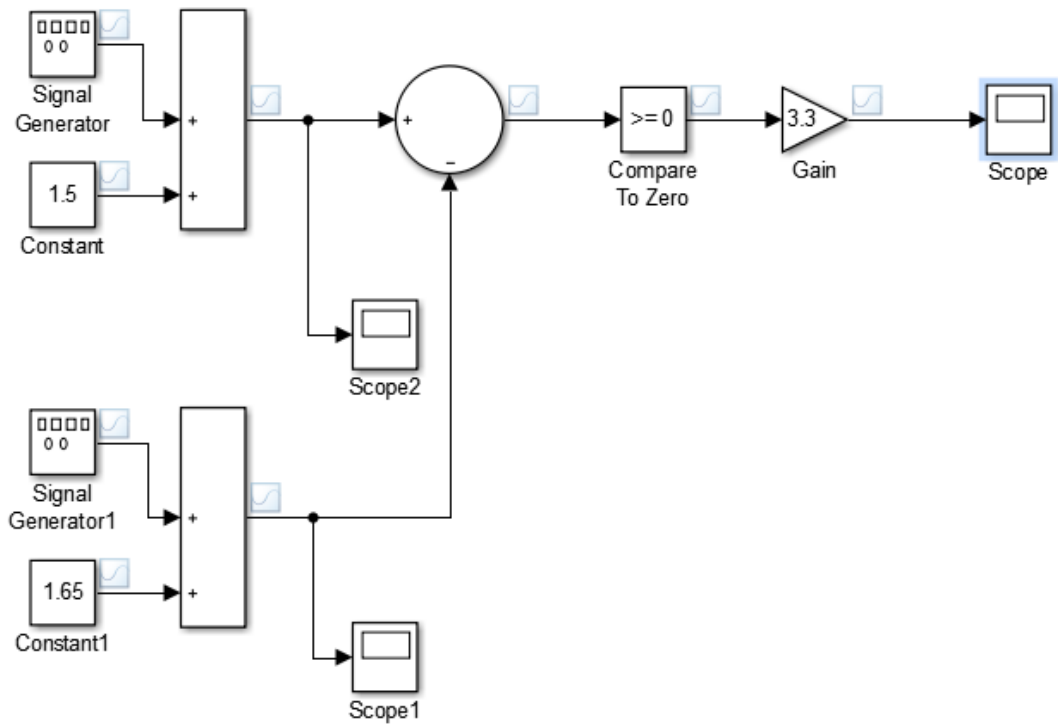 Signal
Generator
+
+
1.5
Constant
+
−
>= 0
Compare
To Zero
3.3
Gain
Scope
Scope2
Signal
Generator1
+
+
1.65
Constant1
Scope1